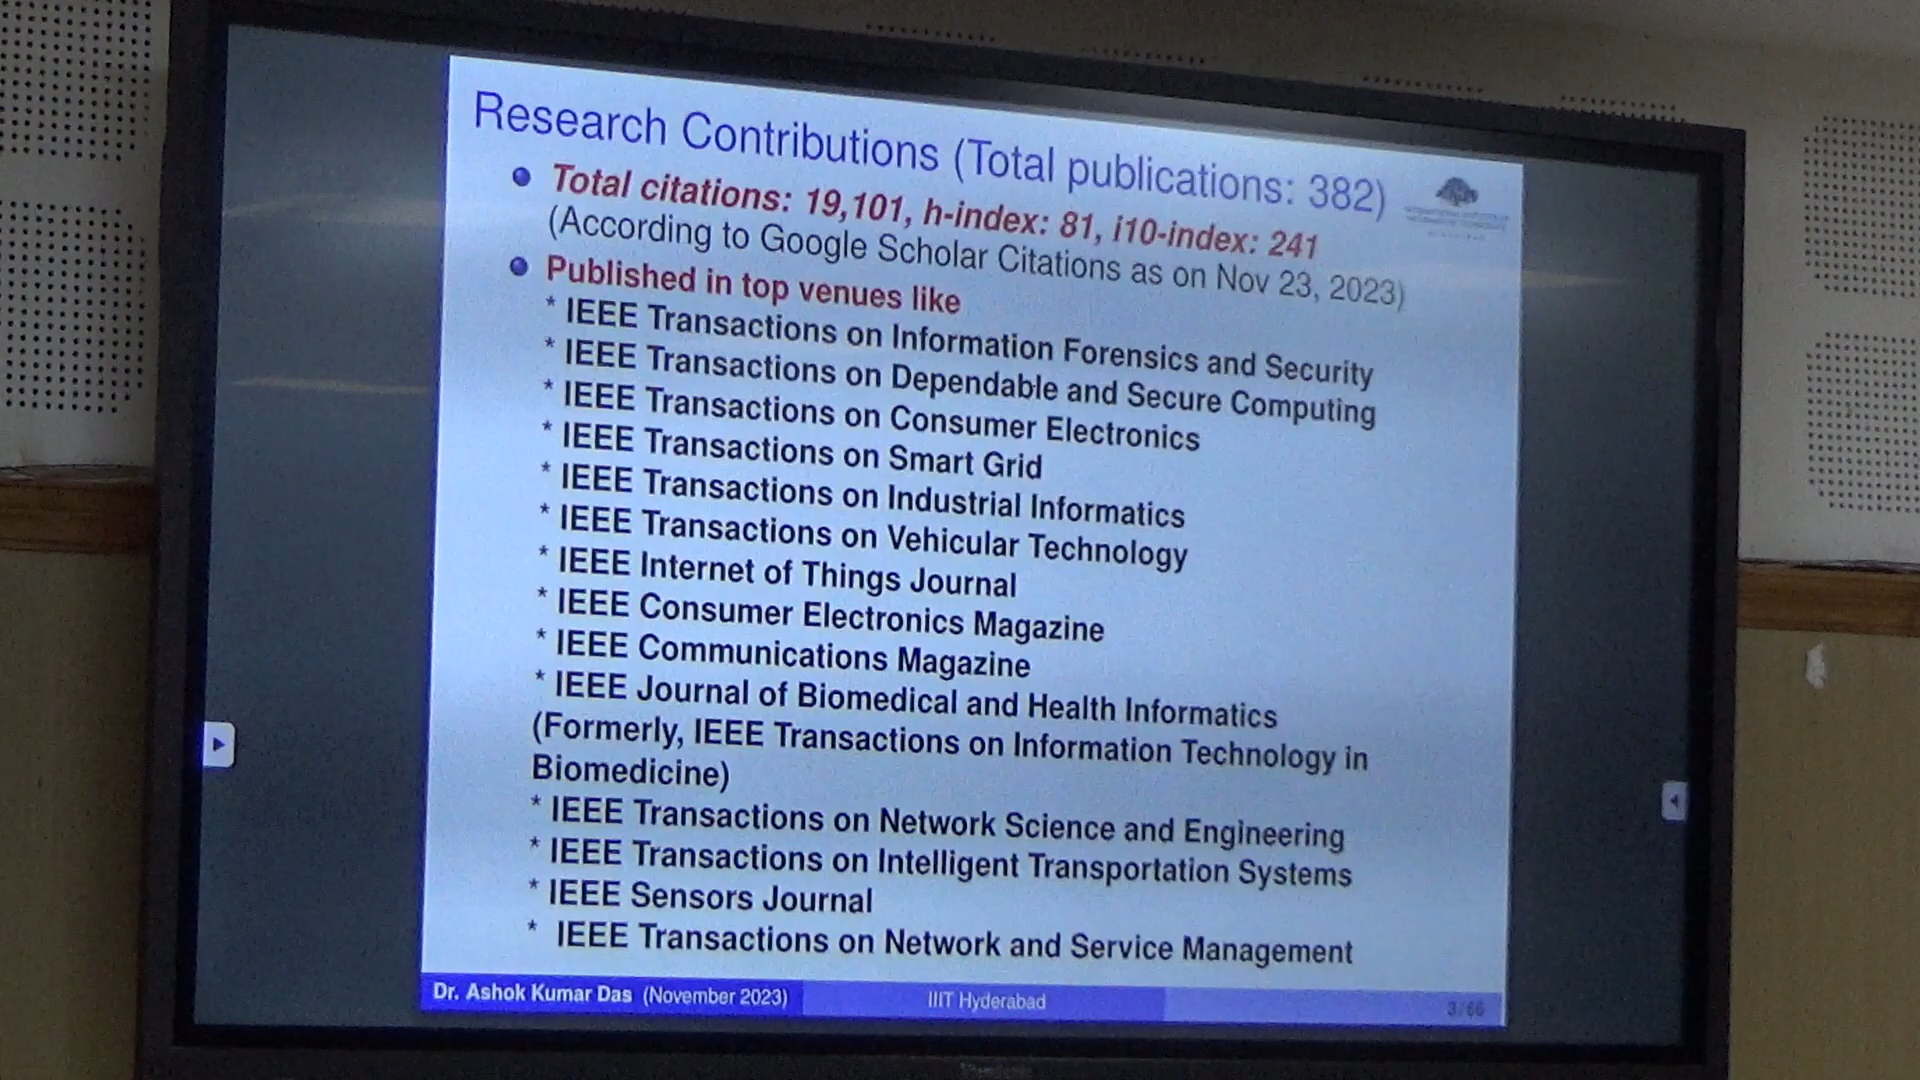 Research Contributions (Total publications: 382)
Total citations: 19,101, h-index: 81, i10-index: 241
(According to Google Scholar Citations as on Nov 23, 2023)
Published in top venues like
* IEEE Transactions on Information Forensics and Security
* IEEE Transactions on Dependable and Secure Computing
* IEEE Transactions on Consumer Electronics
* IEEE Transactions on Smart Grid
* IEEE Transactions on Industrial Informatics
* IEEE Transactions on Vehicular Technology
* IEEE Internet of Things Journal
* IEEE Consumer Electronics Magazine
* IEEE Communications Magazine
* IEEE Journal of Biomedical and Health Informatics
(Formerly, IEEE Transactions on Information Technology in
Biomedicine)
* IEEE Transactions on Network Science and Engineering
* IEEE Transactions on Intelligent Transportation Systems
* IEEE Sensors Journal
* IEEE Transactions on Network and Service Management
Dr. Ashok Kumar Das (November 2023)
IIIT Hyderabad
3/66